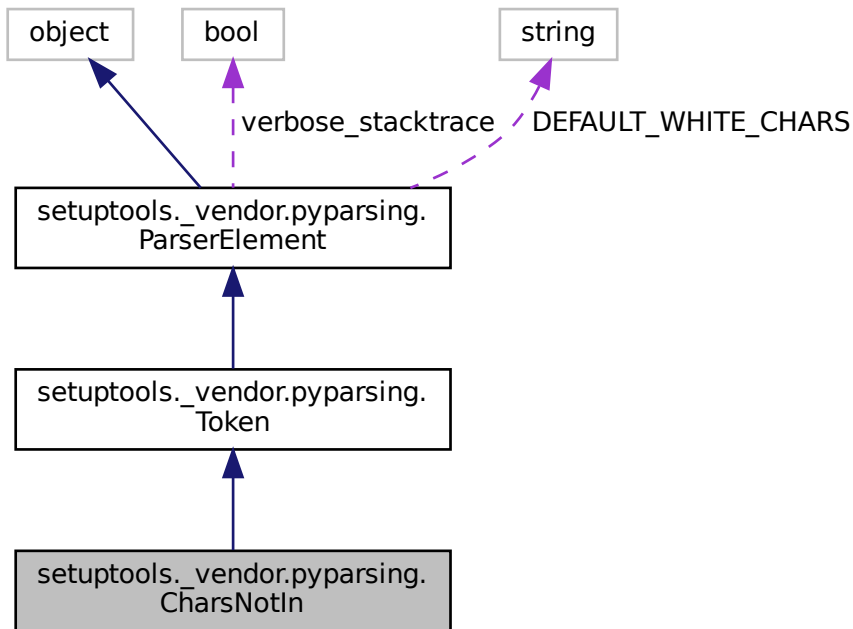 object
bool
string
verbose_stacktrace
DEFAULT_WHITE_CHARS
setuptools._vendor.pyparsing.
ParserElement
setuptools._vendor.pyparsing.
Token
setuptools._vendor.pyparsing.
CharsNotIn